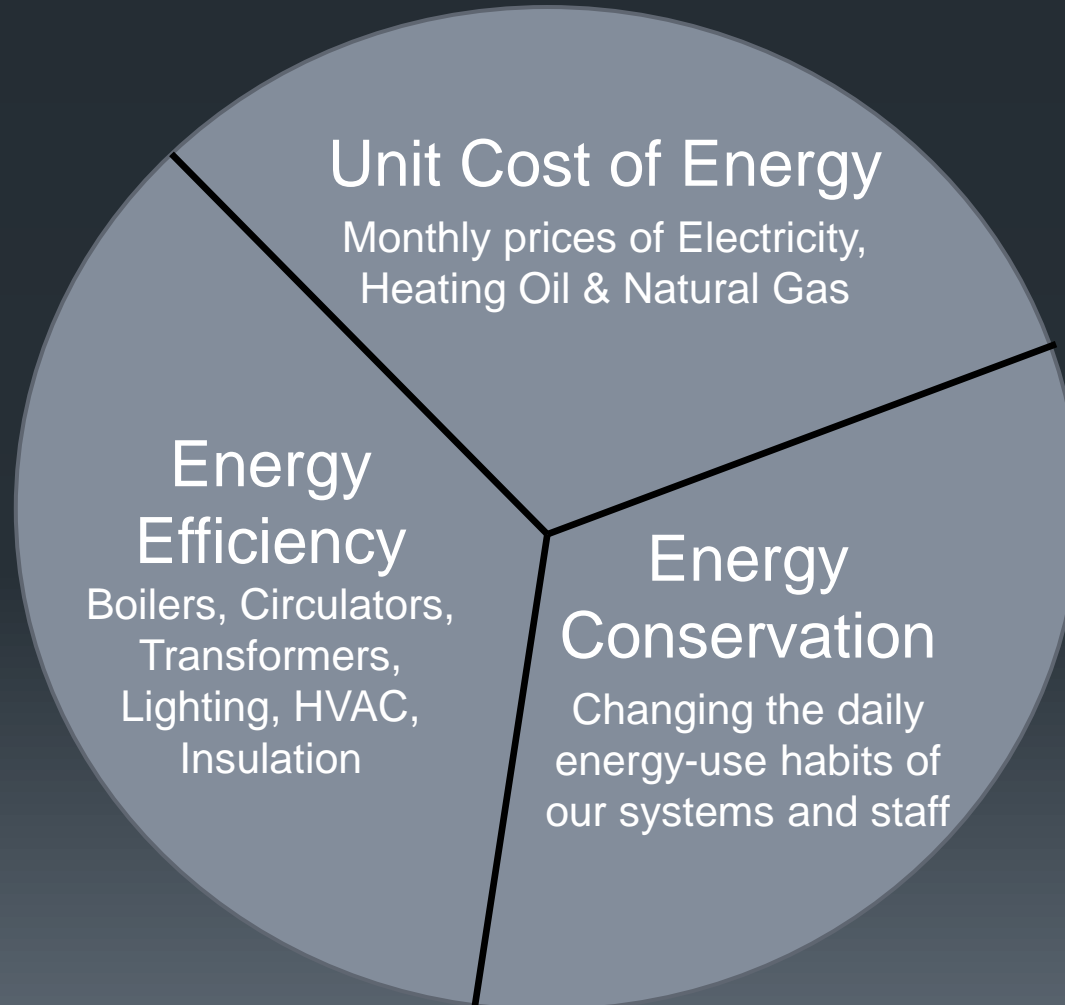 Unit Cost of Energy
Monthly prices of Electricity,
Heating Oil & Natural Gas
Energy
Efficiency
Boilers, Circulators,
Transformers,
Lighting, HVAC,
Insulation
Energy
Conservation
Changing the daily
energy-use habits of
our systems and staff